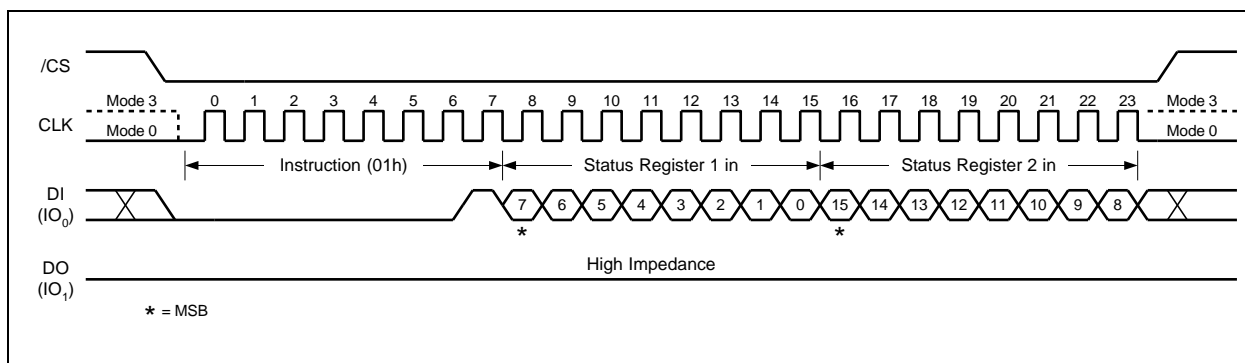 /CS
Mode 3 0 1 2 3 4 5 6 7 8 9 10 11 12 13 14 15 16 17 18 19 20 21 22 23 Mode 3
CLK Mode 0 Mode 0
Instruction (01h) Status Register 1 in Status Register 2 in
DI 7 6 5 4 3 2 1 0 15 14 13 12 11 10 9 8
(IO0)
* *
DO High Impedance
(IO1)
* = MSB